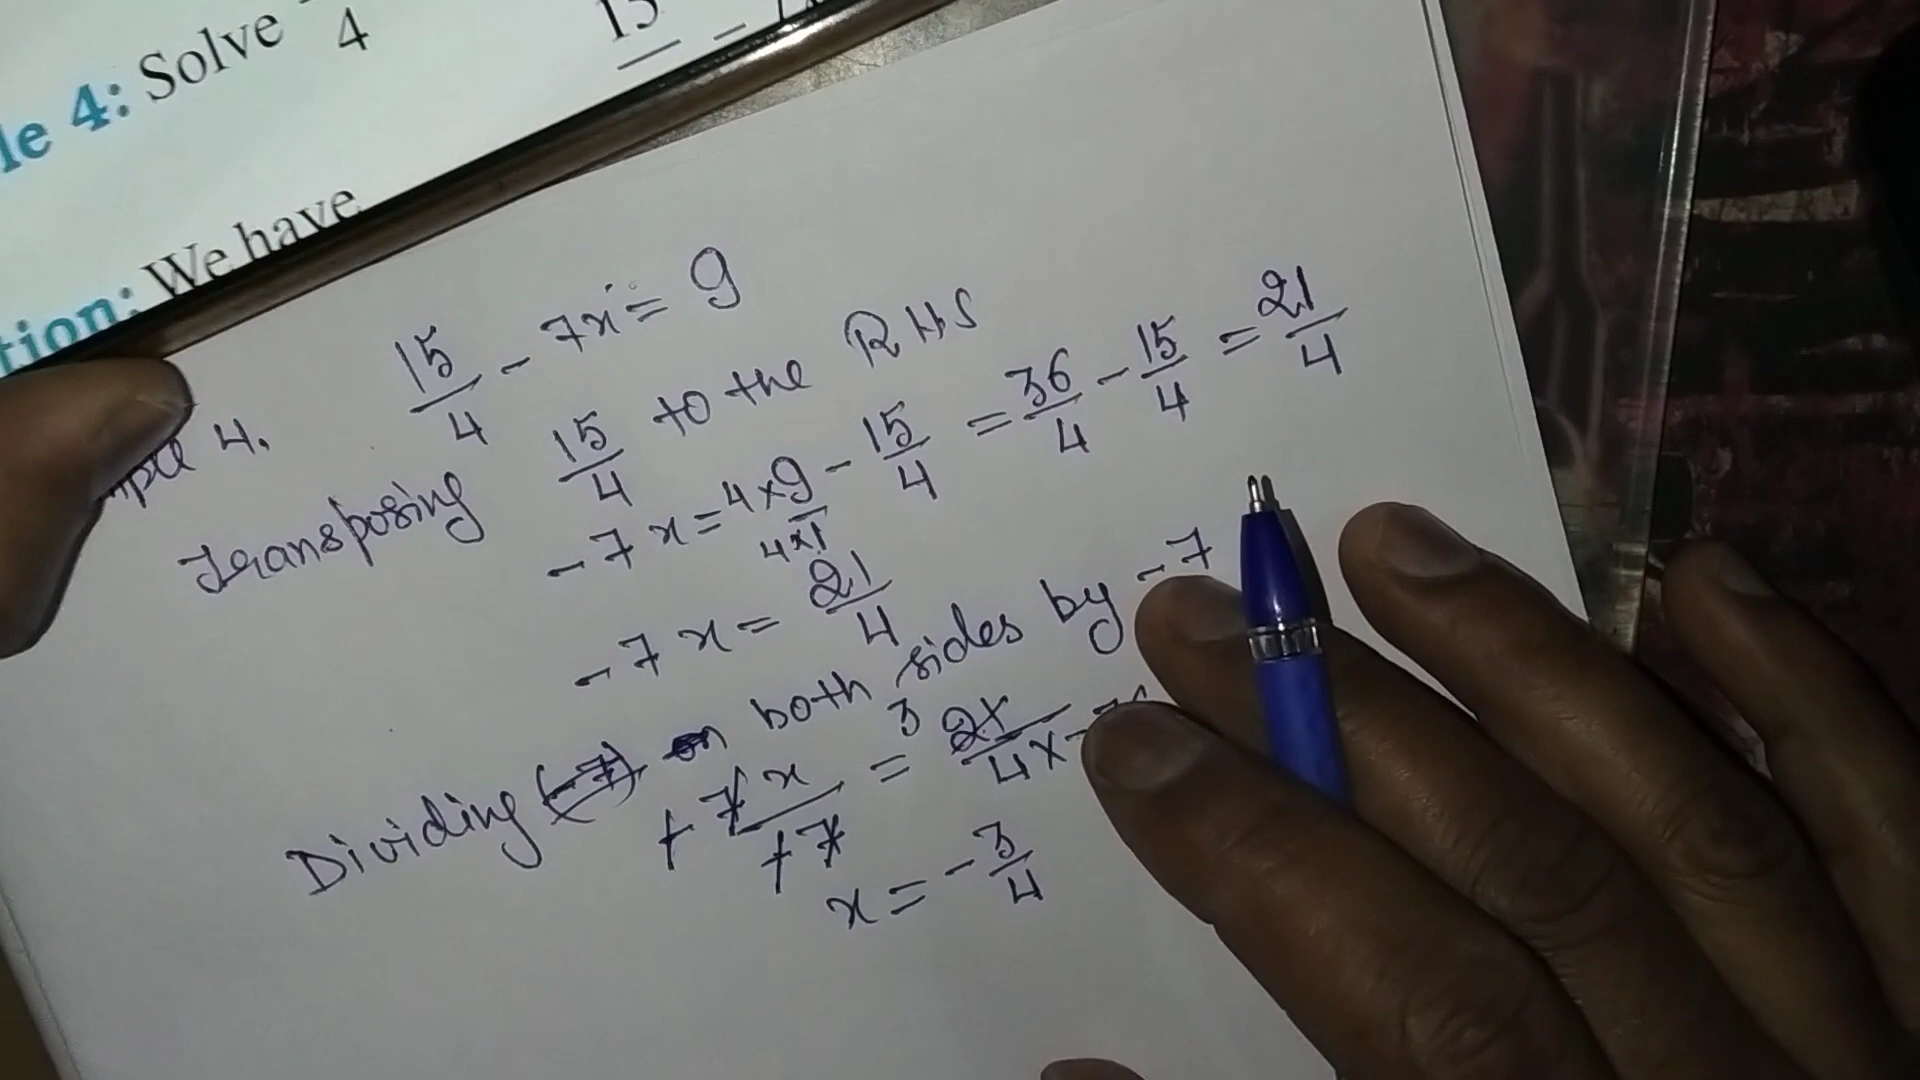 le 4: Solve
4
15
tion: We have
4.
15/4 - 7x = 9
Transposing 15/4 to the RHS
-7x = 4×9/4×1 - 15/4 = 36/4 - 15/4 = 21/4
-7x = 21/4
Dividing (-7) on both sides by -7
-7x/-7 = 3 21/4×-
x = -3/4